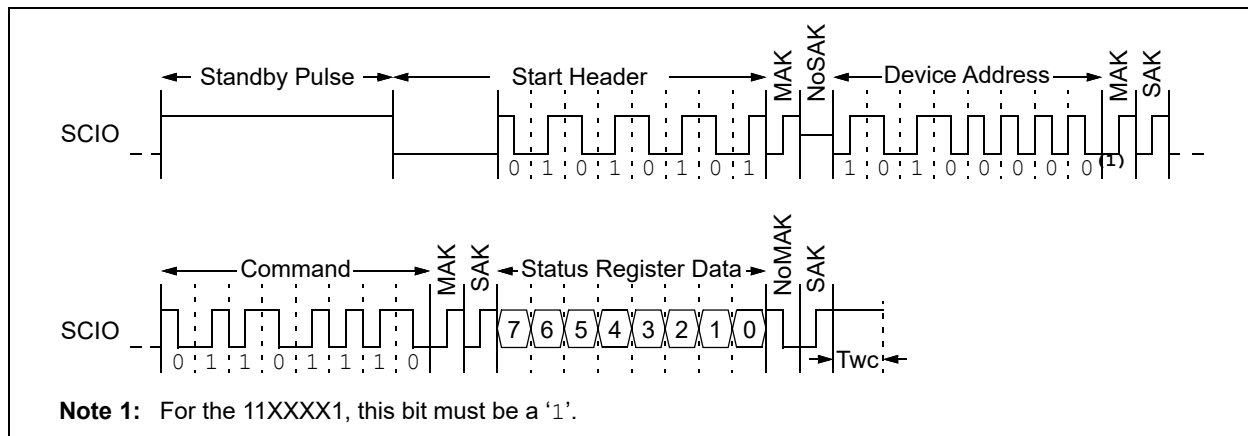 Standby Pulse Start Header MAK NoSAK Device Address MAK SAK
SCIO
0 1 0 1 0 1 0 1 1 0 1 0 0 0 0 0(1)
Command MAK SAK Status Register Data NoMAK SAK
SCIO 7 6 5 4 3 2 1 0
0 1 1 0 1 1 1 0 Twc
Note 1: For the 11XXXX1, this bit must be a ‘1’.